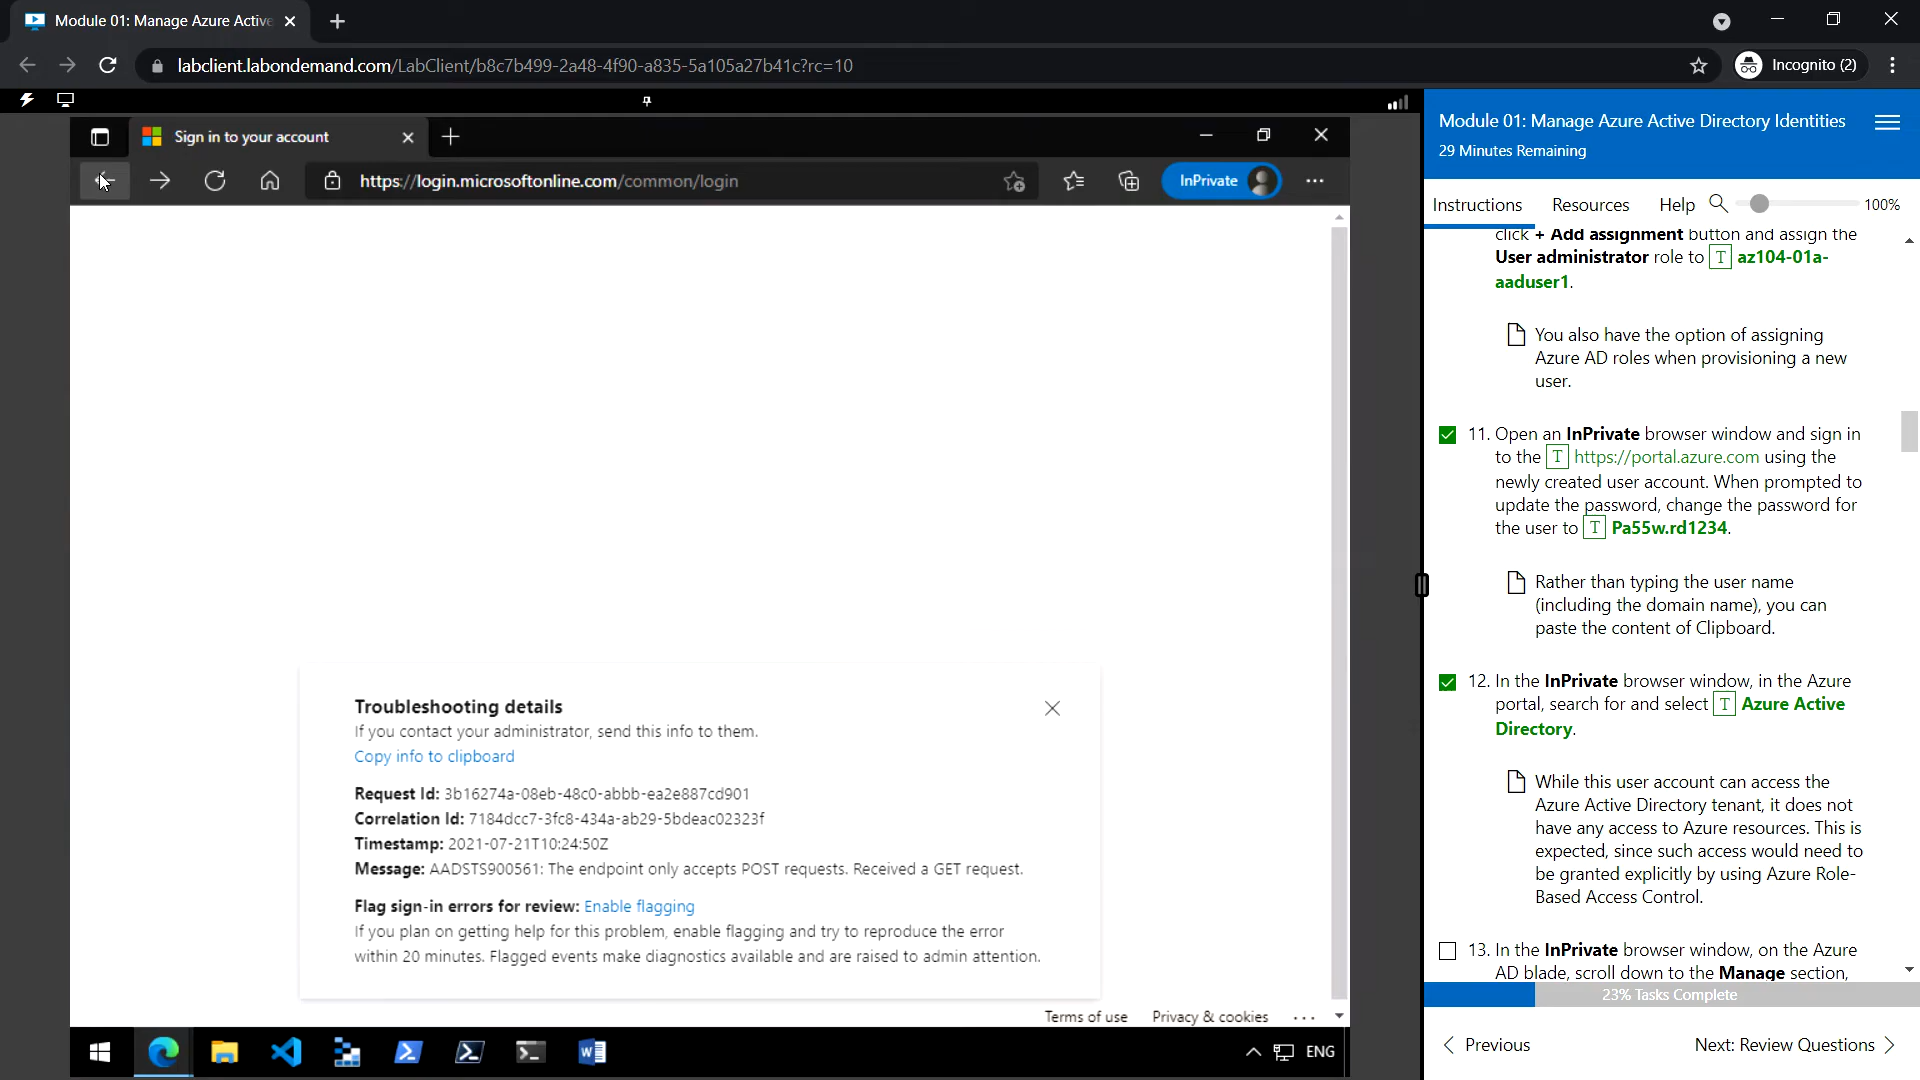 Module 01: Manage Azure Active
labclient.labondemand.com/LabClient/b8c7b499-2a48-4f90-a835-5a105a27b41c?rc=10
Incognito (2)
Sign in to your account
https://login.microsoftonline.com/common/login
InPrivate
Troubleshooting details
If you contact your administrator, send this info to them.
Copy info to clipboard
Request Id: 3b16274a-08eb-48c0-abbb-ea2e887cd901
Correlation Id: 7184dcc7-3fc8-434a-ab29-5bdeac02323f
Timestamp: 2021-07-21T10:24:50Z
Message: AADSTS900561: The endpoint only accepts POST requests. Received a GET request.
Flag sign-in errors for review: Enable flagging
If you plan on getting help for this problem, enable flagging and try to reproduce the error
within 20 minutes. Flagged events make diagnostics available and are raised to admin attention.
Terms of use Privacy & cookies ...
ENG
Module 01: Manage Azure Active Directory Identities
29 Minutes Remaining
Instructions Resources Help 100%
click + Add assignment button and assign the
User administrator role to T az104-01a-
aaduser1.
You also have the option of assigning
Azure AD roles when provisioning a new
user.
11. Open an InPrivate browser window and sign in
to the T https://portal.azure.com using the
newly created user account. When prompted to
update the password, change the password for
the user to T Pa55w.rd1234.
Rather than typing the user name
(including the domain name), you can
paste the content of Clipboard.
12. In the InPrivate browser window, in the Azure
portal, search for and select T Azure Active
Directory.
While this user account can access the
Azure Active Directory tenant, it does not
have any access to Azure resources. This is
expected, since such access would need to
be granted explicitly by using Azure Role-
Based Access Control.
13. In the InPrivate browser window, on the Azure
AD blade, scroll down to the Manage section,
23% Tasks Complete
Previous
Next: Review Questions